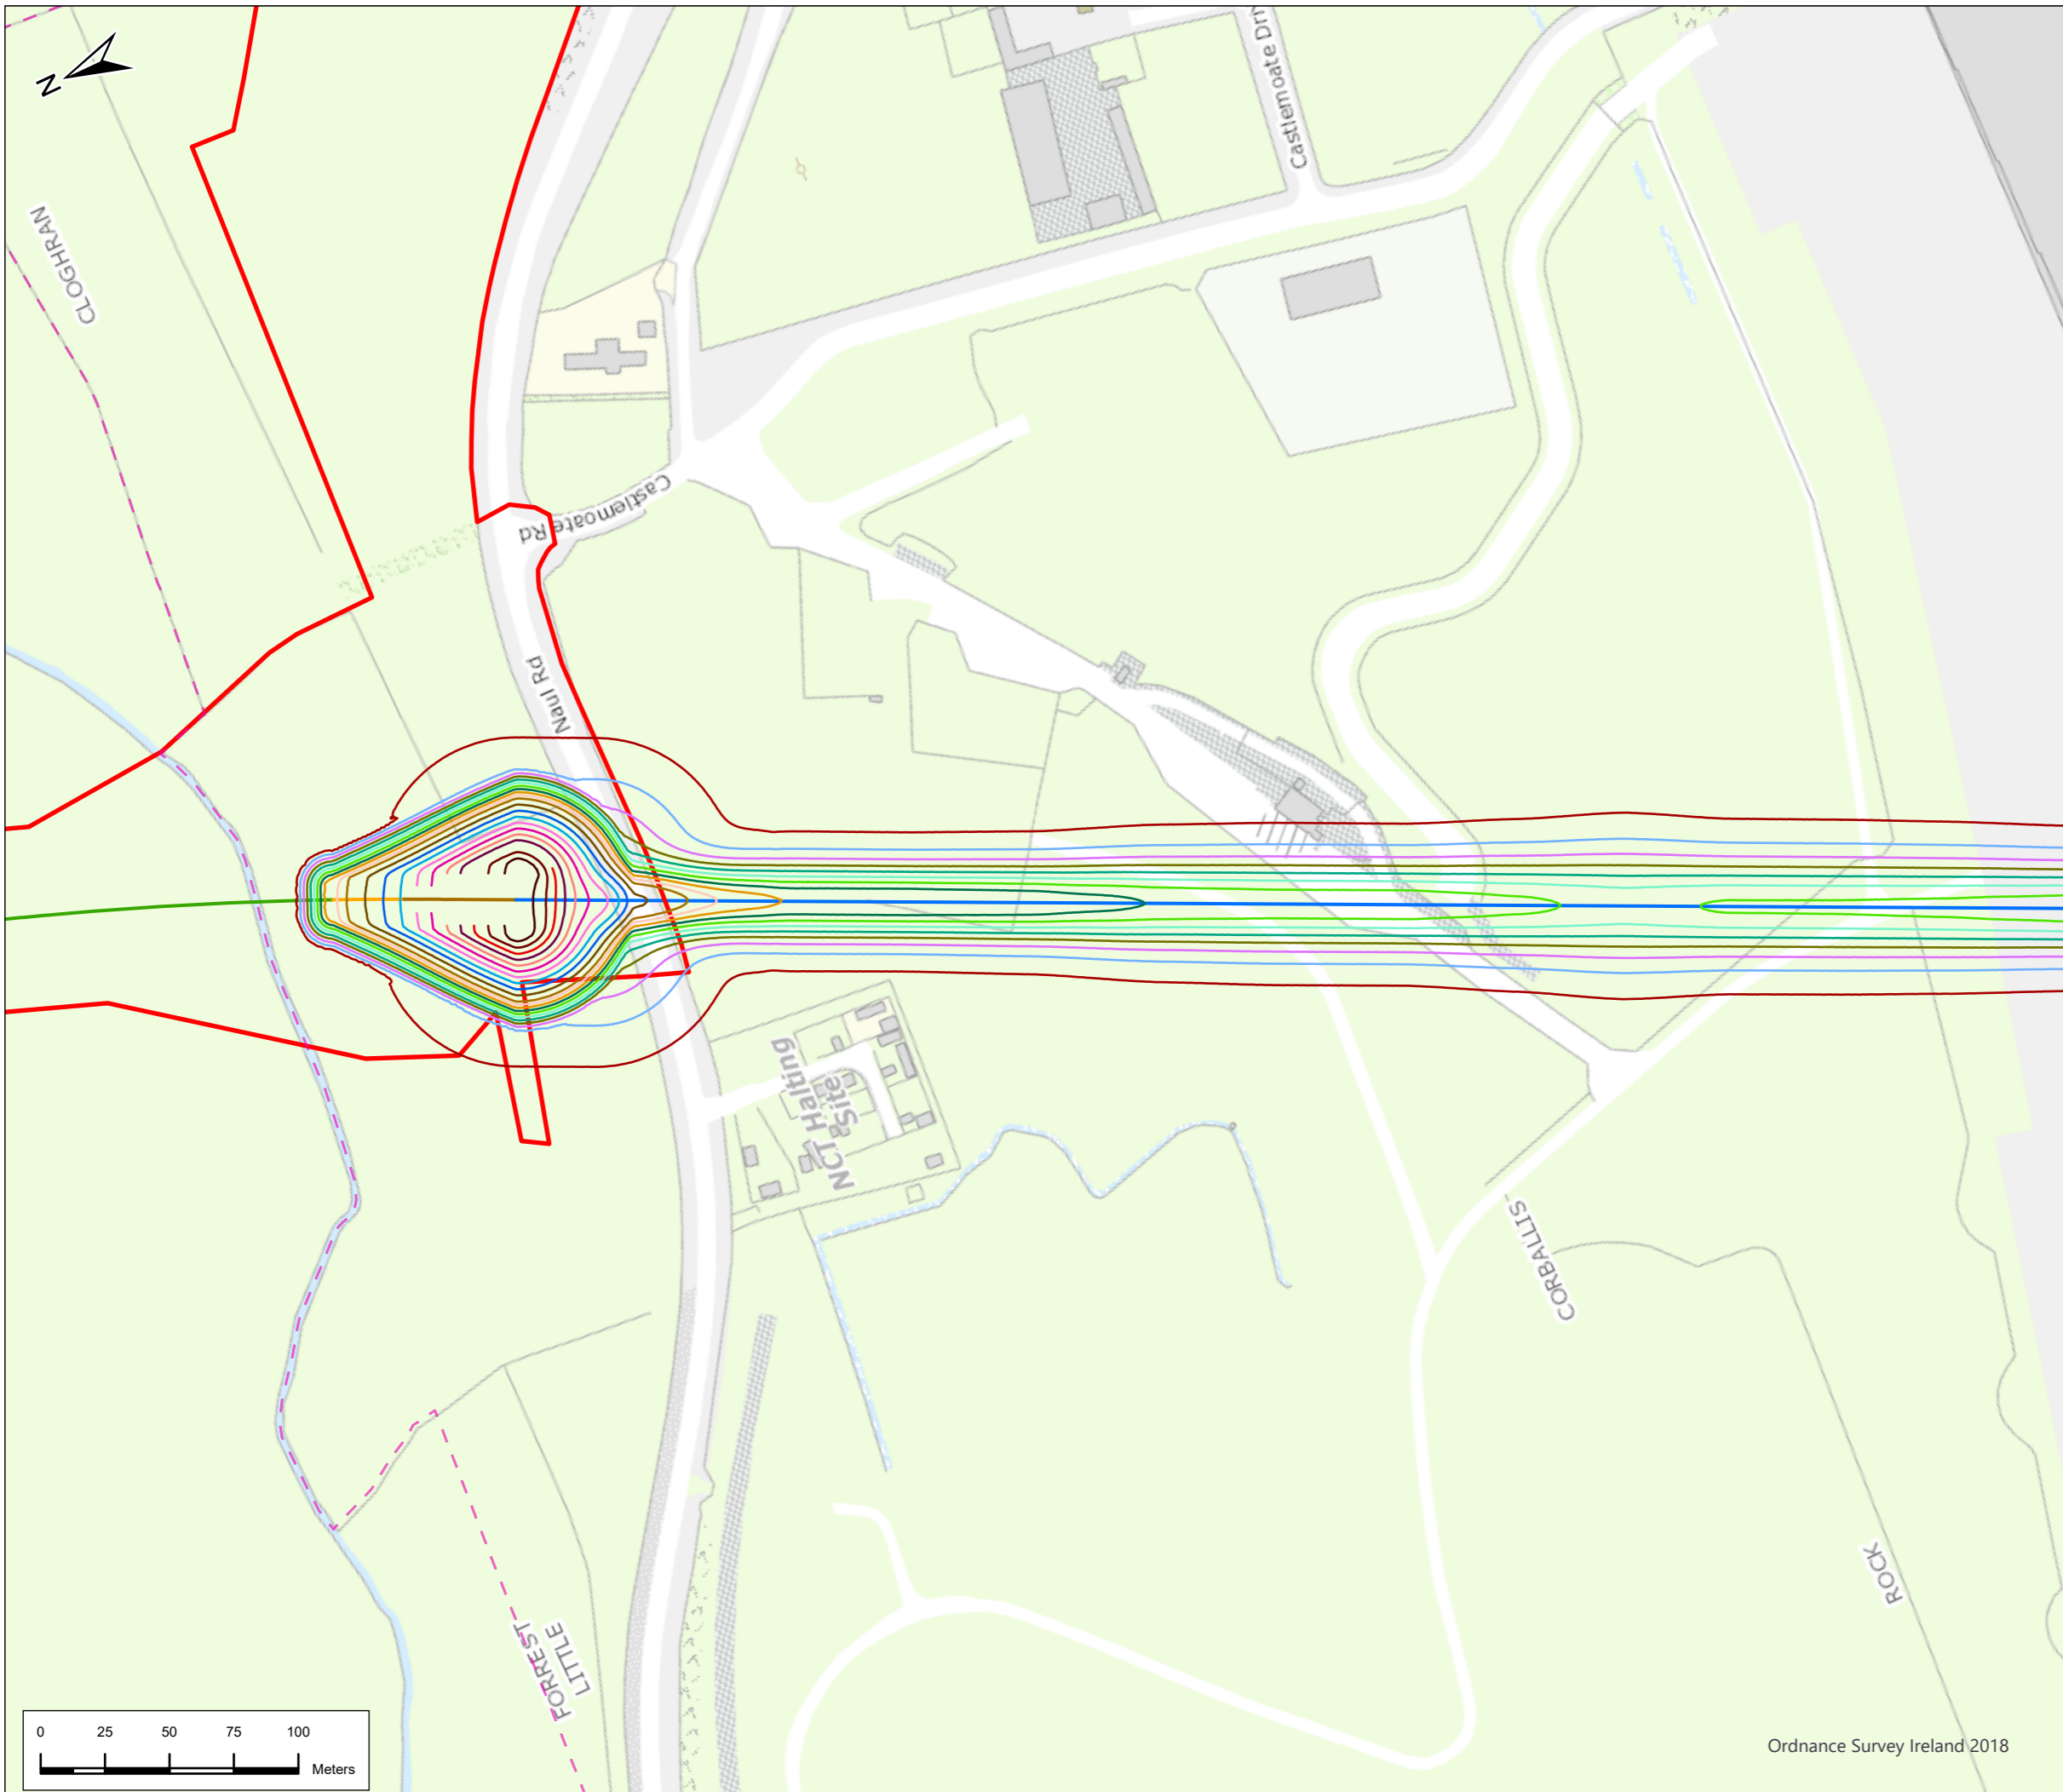 N
Castlemoate Dri
CLOGHRAN
Castlemoate Rd
Naul Rd
NCT Halting
Site
CORBALLIS
ROCK
FORREST
LITTLE
0 25 50 75 100
Meters
Ordnance Survey Ireland 2018